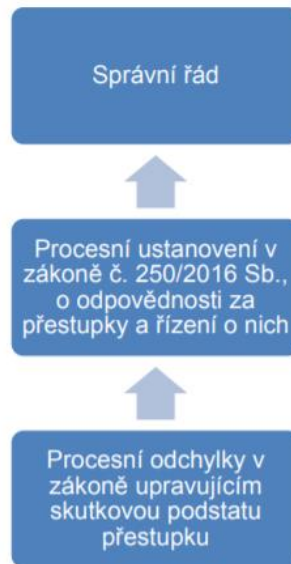 Správní řád
Procesní ustanovení v
zákoně č. 250/2016 Sb.,
o odpovědnosti za
přestupky a řízení o nich
Procesní odchylky v
zákoně upravujícím
skutkovou podstatu
přestupku